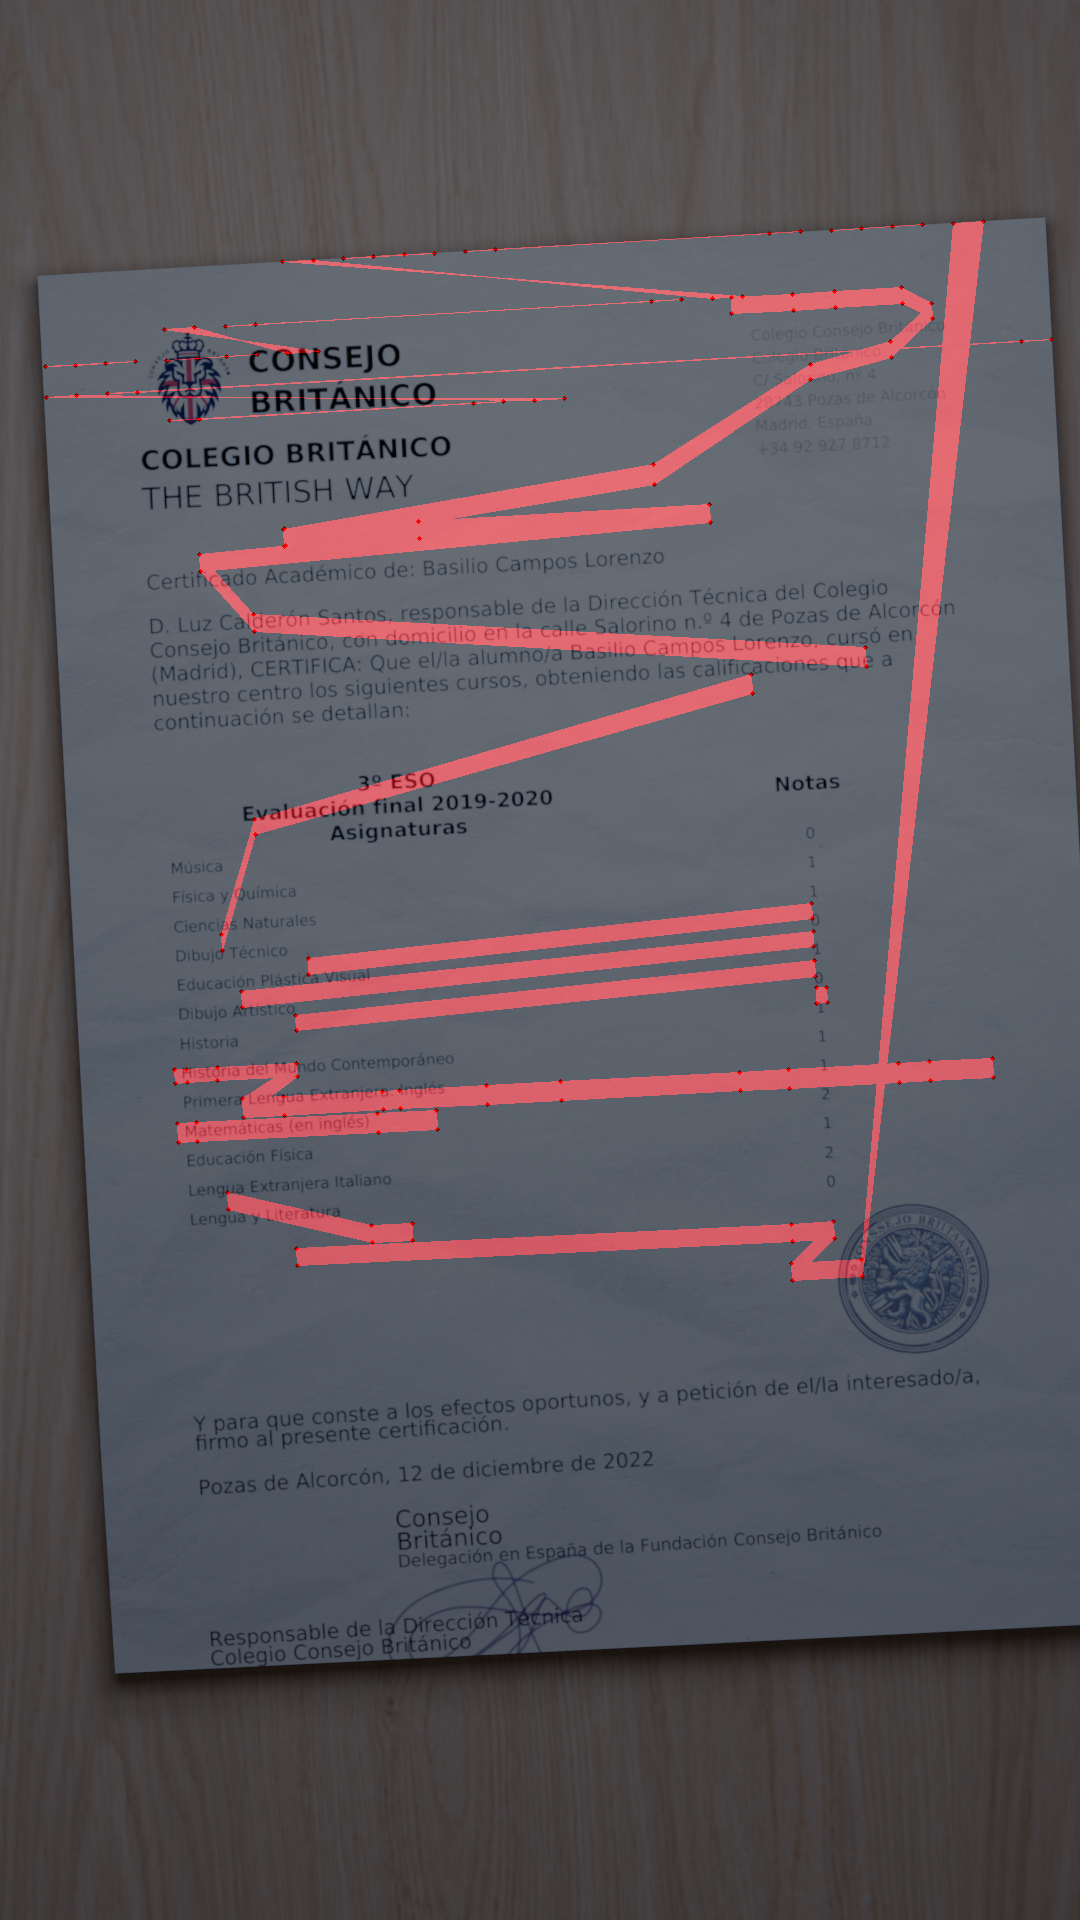 CONSEJO
BRITÁNICO
COLEGIO BRITÁNICO
THE BRITISH WAY
Colegio Consejo Británico
Colegio Británico
C/ Salorino, nº 4
28743 Pozas de Alcorcón
Madrid, España
+34 92 927 8712
Certificado Académico de: Basilio Campos Lorenzo
D. Luz Calderón Santos, responsable de la Dirección Técnica del Colegio
Consejo Británico, con domicilio en la calle Salorino n.º 4 de Pozas de Alcorcón
(Madrid), CERTIFICA: Que el/la alumno/a Basilio Campos Lorenzo, cursó en
nuestro centro los siguientes cursos, obteniendo las calificaciones que a
continuación se detallan:
3º ESO
Evaluación final 2019-2020
Asignaturas
Notas
Música 0
Física y Química 1
Ciencias Naturales 1
Dibujo Técnico 0
Educación Plástica Visual 1
Dibujo Artístico 0
Historia 1
Historia del Mundo Contemporáneo 1
Primera Lengua Extranjera: Inglés 1
Matemáticas (en inglés) 2
Educación Física 1
Lengua Extranjera Italiano 2
Lengua y Literatura 0
Y para que conste a los efectos oportunos, y a petición de el/la interesado/a,
firmo al presente certificación.
Pozas de Alcorcón, 12 de diciembre de 2022
Consejo
Británico
Delegación en España de la Fundación Consejo Británico
Responsable de la Dirección Técnica
Colegio Consejo Británico